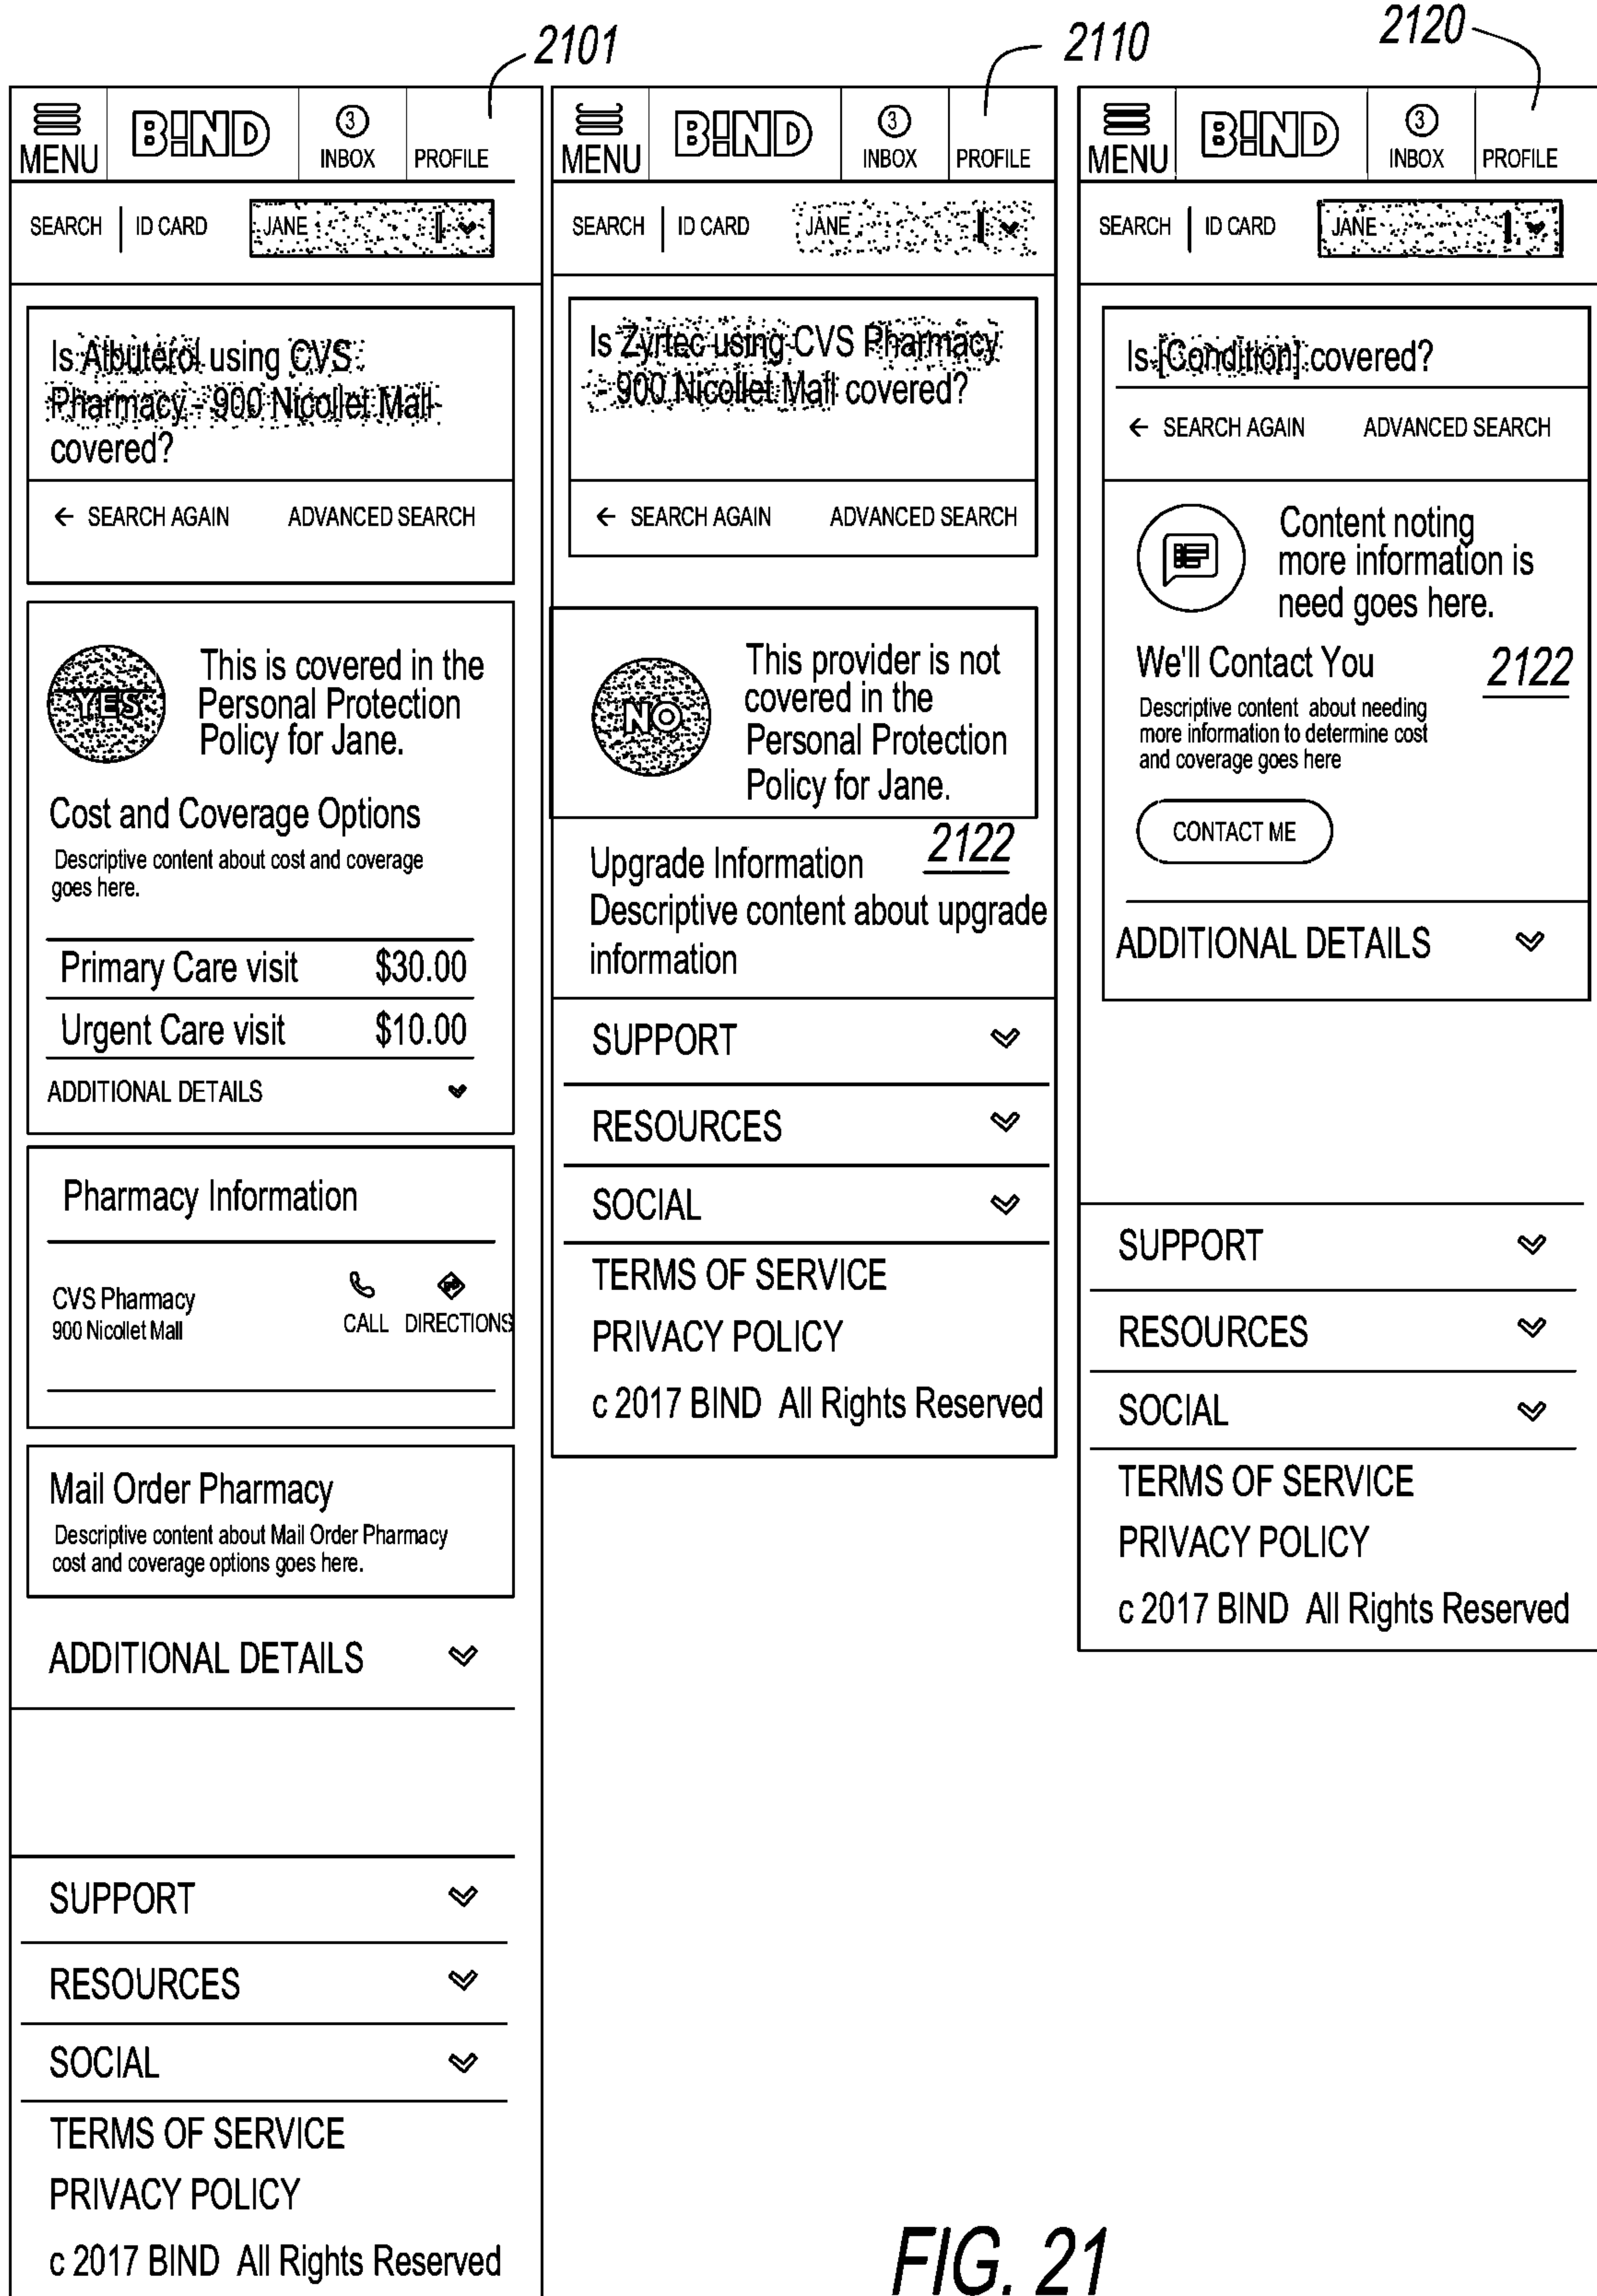 2101
MENU
B!ND
3
INBOX
PROFILE
SEARCH
ID CARD
JANE
Is Albuterol using CVS
Pharmacy - 900 Nicollet Mall
covered?
← SEARCH AGAIN
ADVANCED SEARCH
YES
This is covered in the
Personal Protection
Policy for Jane.
Cost and Coverage Options
Descriptive content about cost and coverage
goes here.
Primary Care visit $30.00
Urgent Care visit $10.00
ADDITIONAL DETAILS
Pharmacy Information
CVS Pharmacy
900 Nicollet Mall
CALL
DIRECTIONS
Mail Order Pharmacy
Descriptive content about Mail Order Pharmacy
cost and coverage options goes here.
ADDITIONAL DETAILS
SUPPORT
RESOURCES
SOCIAL
TERMS OF SERVICE
PRIVACY POLICY
c 2017 BIND All Rights Reserved
2110
MENU
B!ND
3
INBOX
PROFILE
SEARCH
ID CARD
JANE
Is Zyrtec using CVS Pharmacy
- 900 Nicollet Mall covered?
← SEARCH AGAIN
ADVANCED SEARCH
NO
This provider is not
covered in the
Personal Protection
Policy for Jane.
2122
Upgrade Information
Descriptive content about upgrade
information
SUPPORT
RESOURCES
SOCIAL
TERMS OF SERVICE
PRIVACY POLICY
c 2017 BIND All Rights Reserved
2120
MENU
B!ND
3
INBOX
PROFILE
SEARCH
ID CARD
JANE
Is [Condition] covered?
← SEARCH AGAIN
ADVANCED SEARCH
Content noting
more information is
need goes here.
We'll Contact You
2122
Descriptive content about needing
more information to determine cost
and coverage goes here
CONTACT ME
ADDITIONAL DETAILS
SUPPORT
RESOURCES
SOCIAL
TERMS OF SERVICE
PRIVACY POLICY
c 2017 BIND All Rights Reserved
FIG. 21